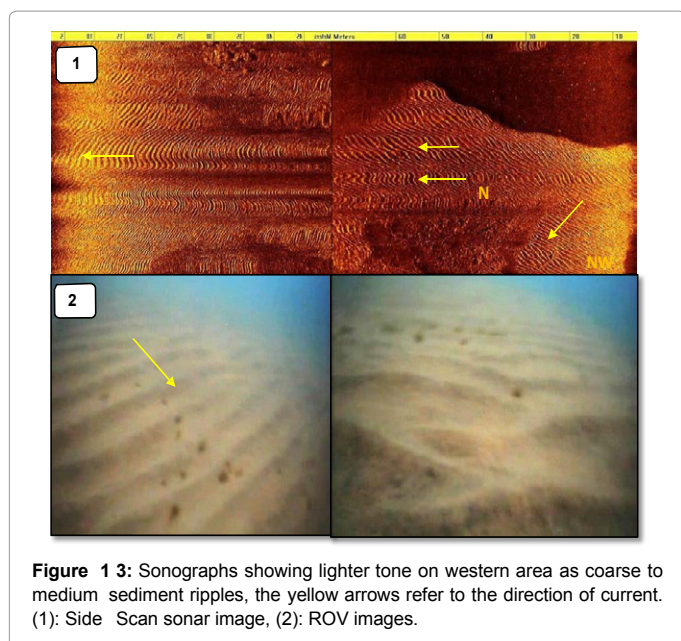 1
N
NW
2
Figure 1 3: Sonographs showing lighter tone on western area as coarse to
medium sediment ripples, the yellow arrows refer to the direction of current.
(1): Side Scan sonar image, (2): ROV images.